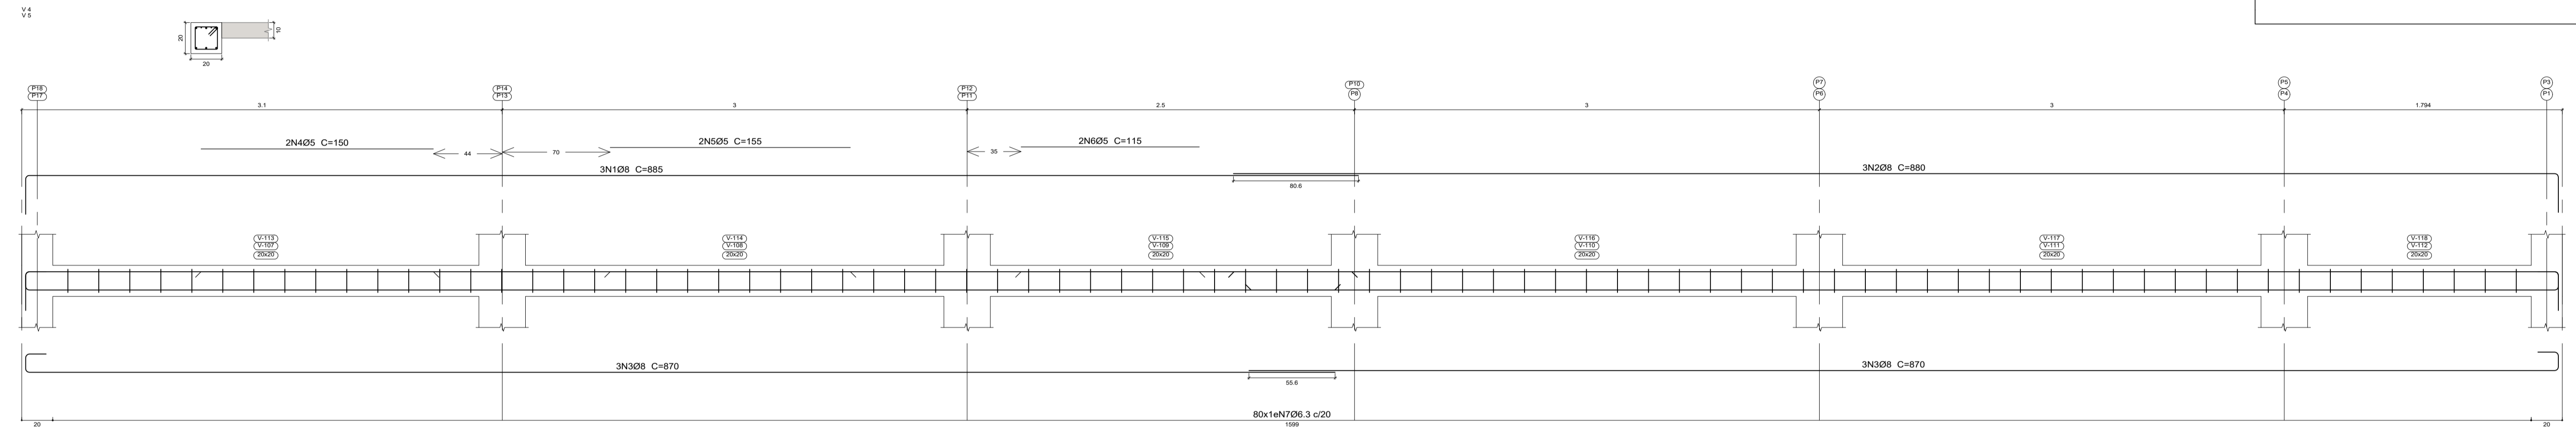 V 4
V 5
20
10
20
P18
P17
P14
P13
P12
P11
P10
P8
P7
P6
P5
P4
P3
P1
3.1
3
2.5
3
3
1.794
2N4Ø5 C=150
44
70
2N5Ø5 C=155
35
2N6Ø5 C=115
3N1Ø8 C=885
3N2Ø8 C=880
80.6
V-113
V-107
20x20
V-114
V-108
20x20
V-115
V-109
20x20
V-116
V-110
20x20
V-117
V-111
20x20
V-118
V-112
20x20
3N3Ø8 C=870
3N3Ø8 C=870
55.6
80x1eN7Ø6.3 c/20
20
1599
20